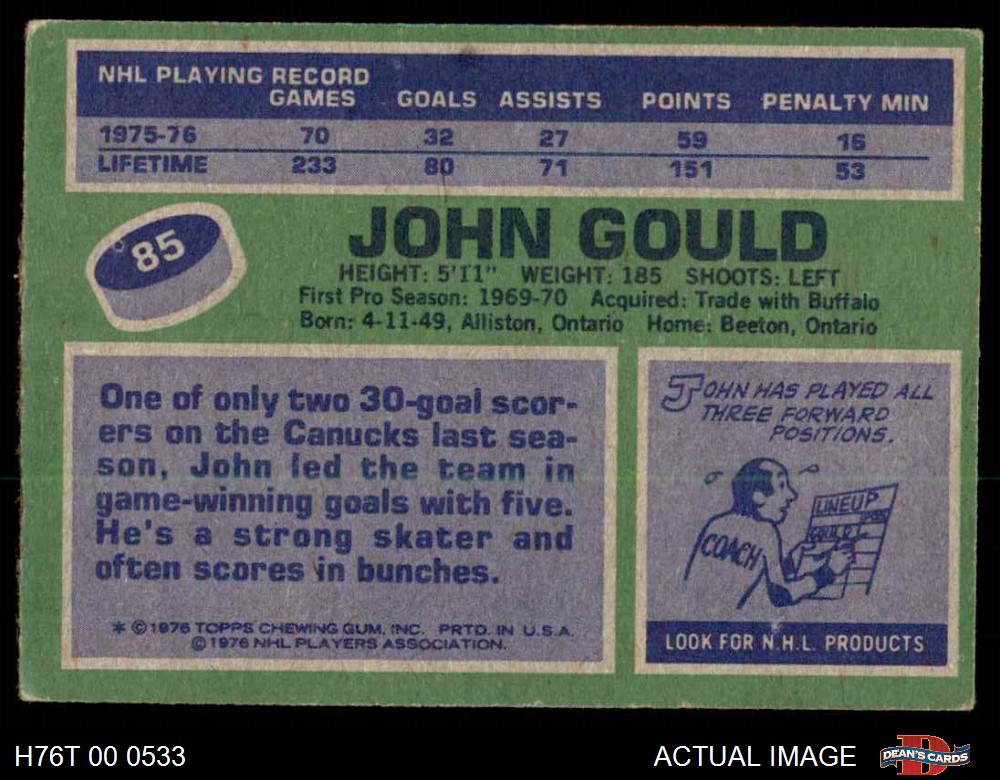 NHL PLAYING RECORD
GAMES GOALS ASSISTS POINTS PENALTY MIN
1975-76 70 32 27 59 16
LIFETIME 233 80 71 151 53
85
JOHN GOULD
HEIGHT: 5'11" WEIGHT: 185 SHOOTS: LEFT
First Pro Season: 1969-70 Acquired: Trade with Buffalo
Born: 4-11-49, Alliston, Ontario Home: Beeton, Ontario
One of only two 30-goal scor-
ers on the Canucks last sea-
son, John led the team in
game-winning goals with five.
He's a strong skater and
often scores in bunches.
* © 1976 TOPPS CHEWING GUM, INC. PRTD. IN U.S.A.
© 1976 NHL PLAYERS ASSOCIATION.
JOHN HAS PLAYED ALL
THREE FORWARD
POSITIONS.
LINEUP
GOULD
COACH
LOOK FOR N.H.L. PRODUCTS
H76T 00 0533
ACTUAL IMAGE
D
DEAN'S CARDS